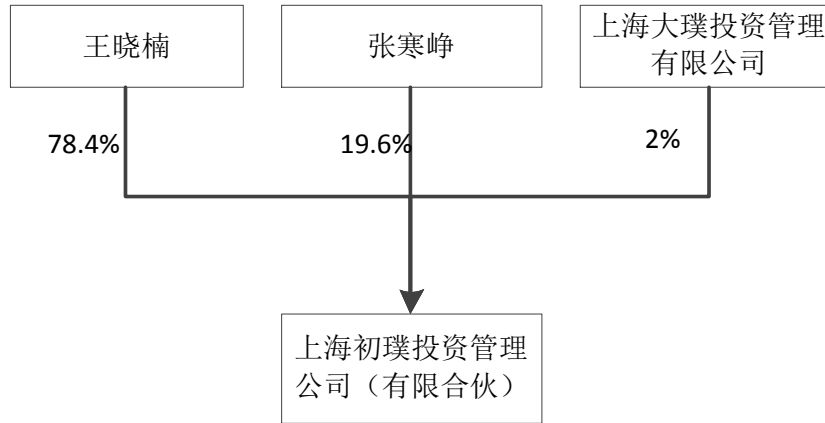 王晓楠
张寒峥
上海大璞投资管理
有限公司
78.4%
19.6%
2%
上海初璞投资管理
公司（有限合伙）